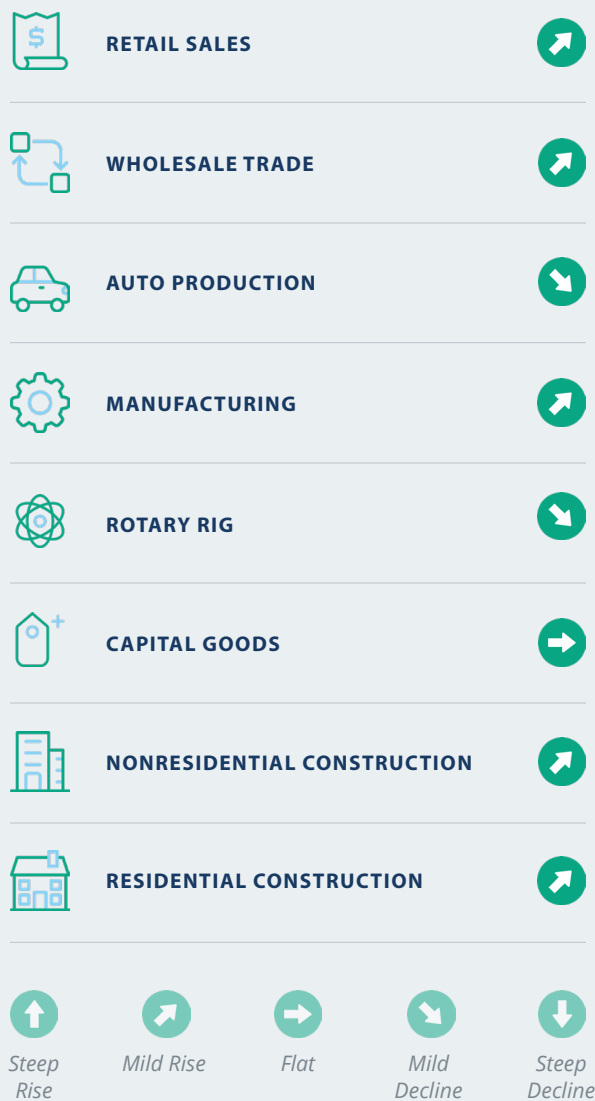 RETAIL SALES
WHOLESALE TRADE
AUTO PRODUCTION
MANUFACTURING
ROTARY RIG
CAPITAL GOODS
NONRESIDENTIAL CONSTRUCTION
RESIDENTIAL CONSTRUCTION
Steep Rise
Mild Rise
Flat
Mild Decline
Steep Decline